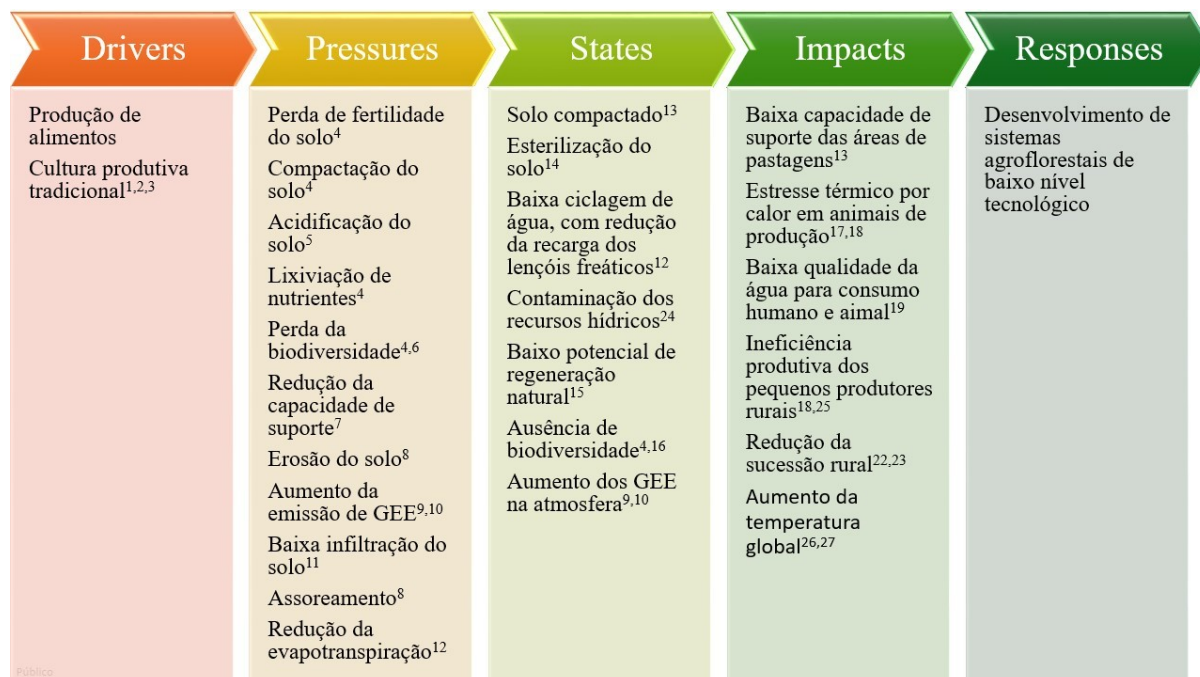 Drivers
Produção de
alimentos
Cultura produtiva
tradicional1,2,3
Pressures
Perda de fertilidade
do solo4
Compactação do
solo4
Acidificação do
solo5
Lixiviação de
nutrientes4
Perda da
biodiversidade4,6
Redução da
capacidade de
suporte7
Erosão do solo8
Aumento da
emissão de GEE9,10
Baixa infiltração do
solo11
Assoreamento8
Redução da
evapotranspiração12
States
Solo compactado13
Esterilização do
solo14
Baixa ciclagem de
água, com redução
da recarga dos
lençóis freáticos12
Contaminação dos
recursos hídricos24
Baixo potencial de
regeneração
natural15
Ausência de
biodiversidade4,16
Aumento dos GEE
na atmosfera9,10
Impacts
Baixa capacidade de
suporte das áreas de
pastagens13
Estresse térmico por
calor em animais de
produção17,18
Baixa qualidade da
água para consumo
humano e aimal19
Ineficiência
produtiva dos
pequenos produtores
rurais18,25
Redução da
sucessão rural22,23
Aumento da
temperatura
global26,27
Responses
Desenvolvimento de
sistemas
agroflorestais de
baixo nível
tecnológico
Público